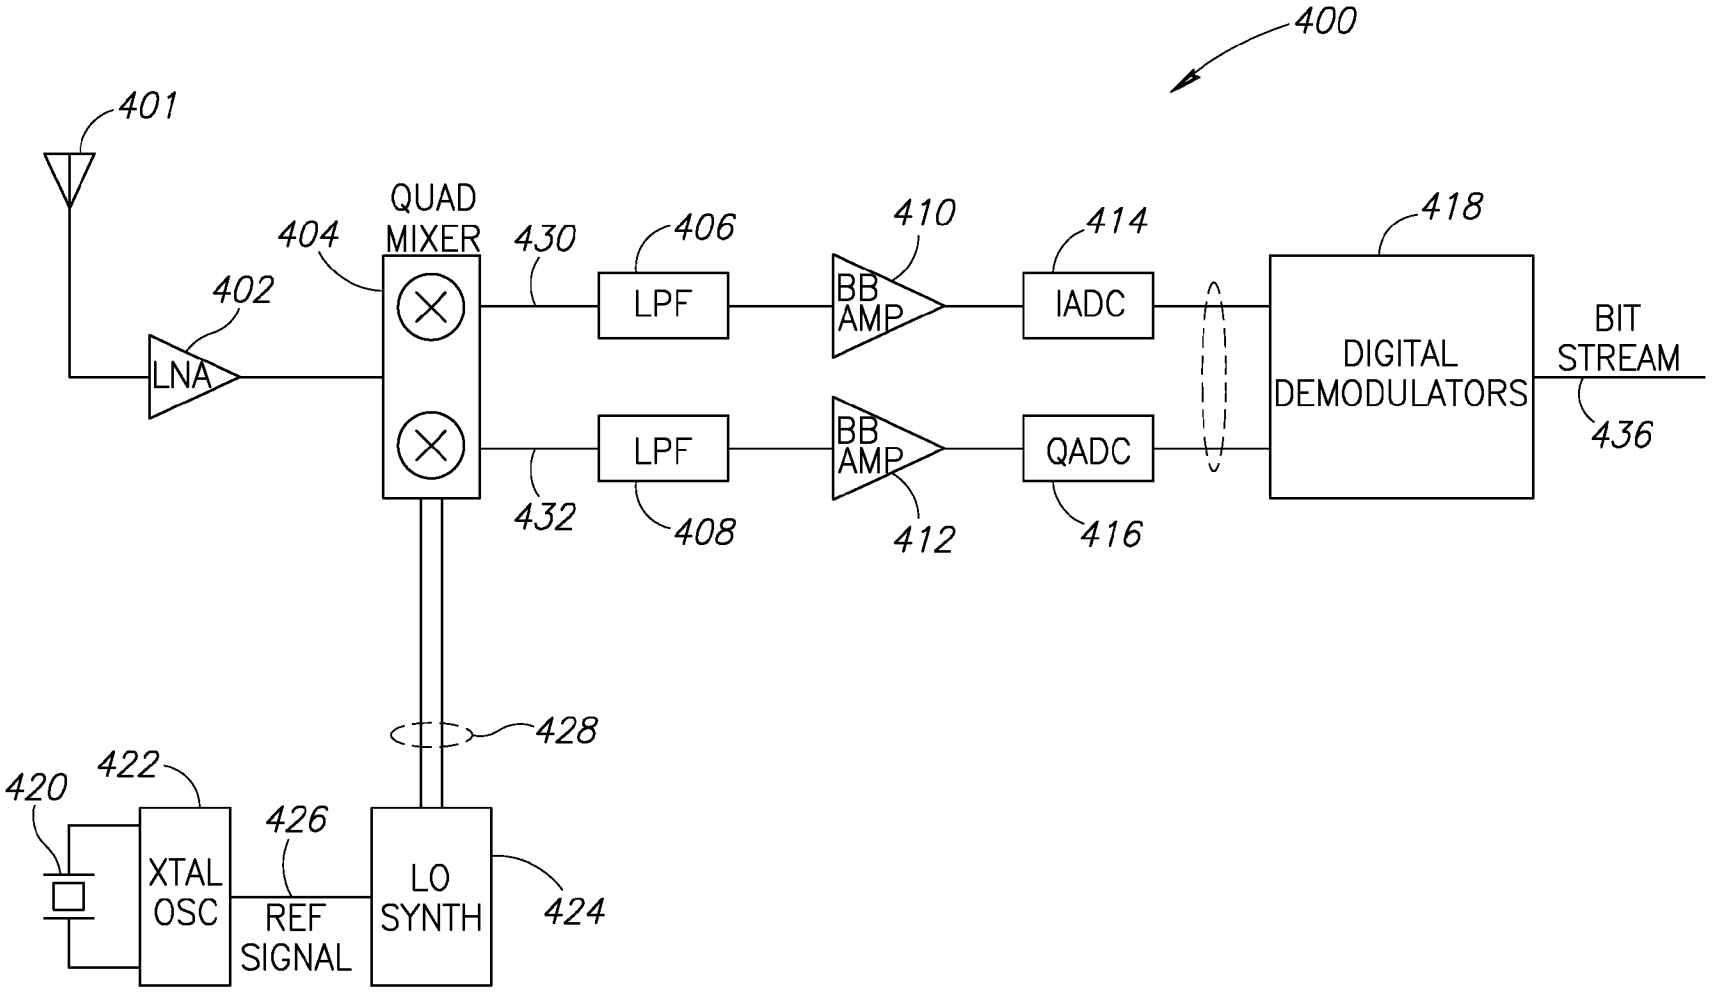 400
401
QUAD
MIXER
404
430
406
410
414
418
402
LNA
LPF
BB
AMP
IADC
DIGITAL
DEMODULATORS
BIT
STREAM
436
LPF
BB
AMP
QADC
432
408
412
416
428
420
422
XTAL
OSC
426
REF
SIGNAL
LO
SYNTH
424